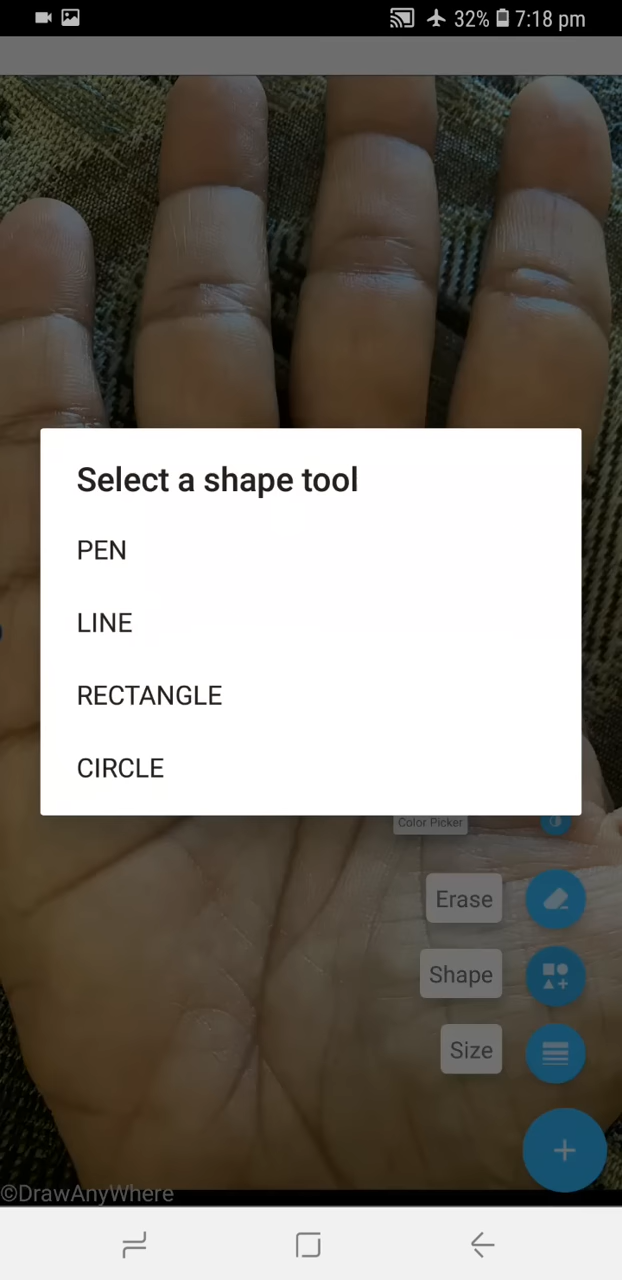 32% 7:18 pm
Select a shape tool
PEN
LINE
RECTANGLE
CIRCLE
Color Picker
Erase
Shape
Size
©DrawAnyWhere